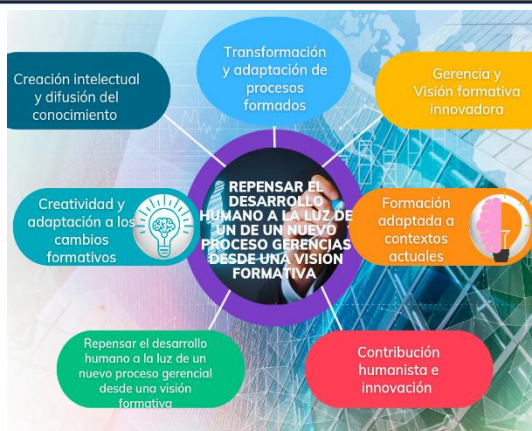 Transformación
y adaptación de
procesos
formados
Creación intelectual
y difusión del
conocimiento
Gerencia y
Visión formativa
innovadora
REPENSAR EL
DESARROLLO
HUMANO A LA LUZ DE
UN DE UN NUEVO
PROCESO GERENCIAS
DESDE UNA VISIÓN
FORMATIVA
Creatividad y
adaptación a los
cambios
formativos
Formación
adaptada a
contextos
actuales
Repensar el desarrollo
humano a la luz de un
nuevo proceso gerencial
desde una visión
formativa
Contribución
humanista e
innovación